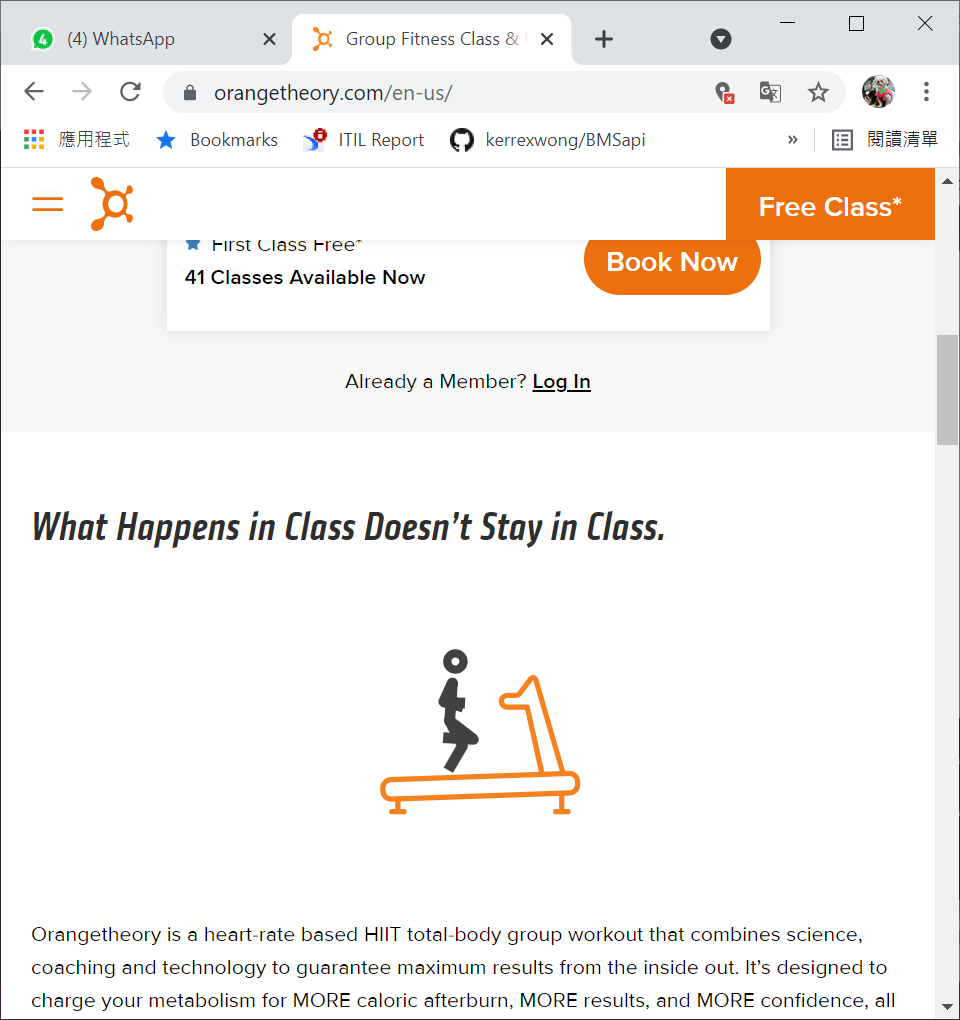 4
(4) WhatsApp
Group Fitness Class &
orangetheory.com/en-us/
應用程式
Bookmarks
ITIL Report
kerrexwong/BMSapi
»
閱讀清單
Free Class*
First Class Free*
41 Classes Available Now
Book Now
Already a Member? Log In
What Happens in Class Doesn’t Stay in Class.
Orangetheory is a heart-rate based HIIT total-body group workout that combines science,
coaching and technology to guarantee maximum results from the inside out. It’s designed to
charge your metabolism for MORE caloric afterburn, MORE results, and MORE confidence, all